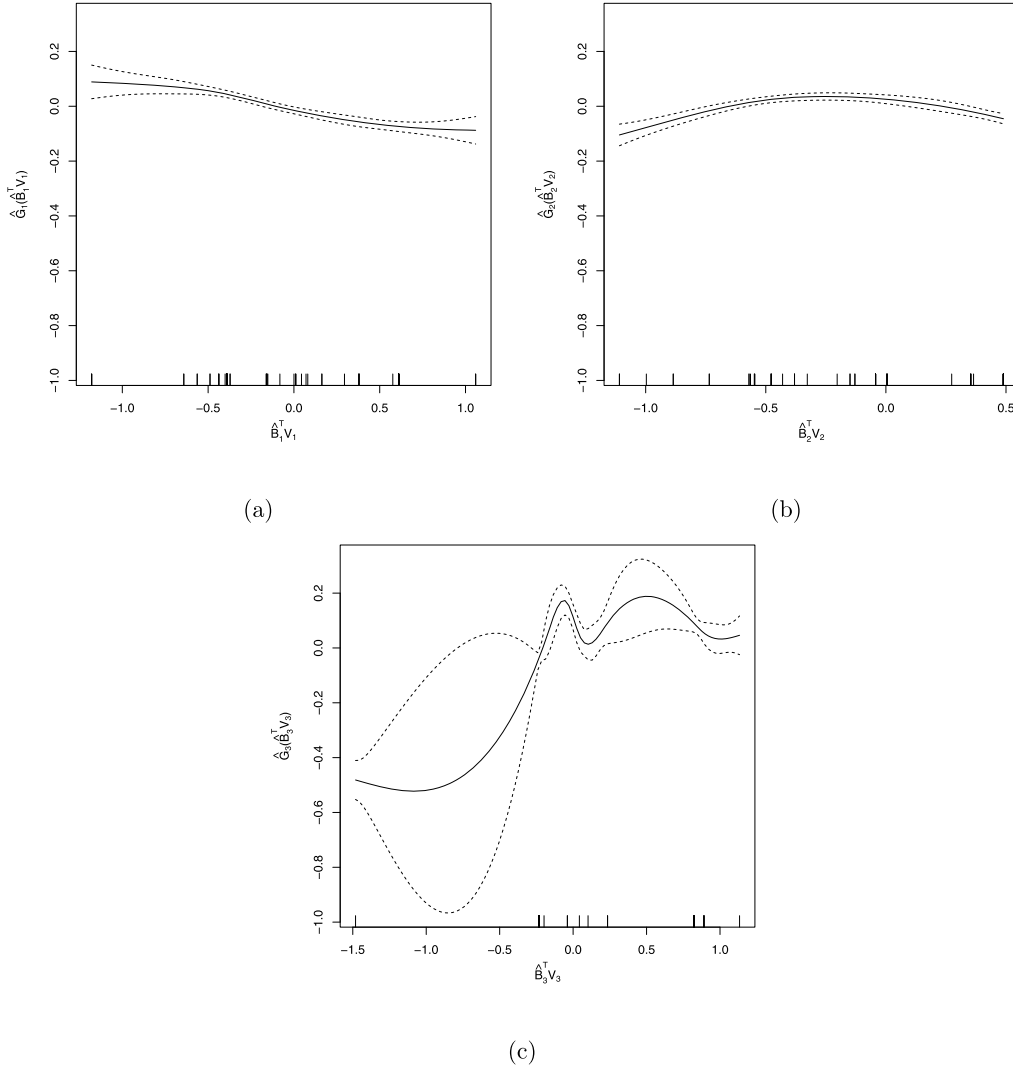 0.2
0.0
−0.2
−0.4
−0.6
−0.8
−1.0
Ĝ₁(B̂₁ᵀV₁)
−1.0 −0.5 0.0 0.5 1.0
B̂₁ᵀV₁
(a)
0.2
0.0
−0.2
−0.4
−0.6
−0.8
−1.0
Ĝ₂(B̂₂ᵀV₂)
−1.0 −0.5 0.0 0.5
B̂₂ᵀV₂
(b)
0.2
0.0
−0.2
−0.4
−0.6
−0.8
−1.0
Ĝ₃(B̂₃ᵀV₃)
−1.5 −1.0 −0.5 0.0 0.5 1.0
B̂₃ᵀV₃
(c)